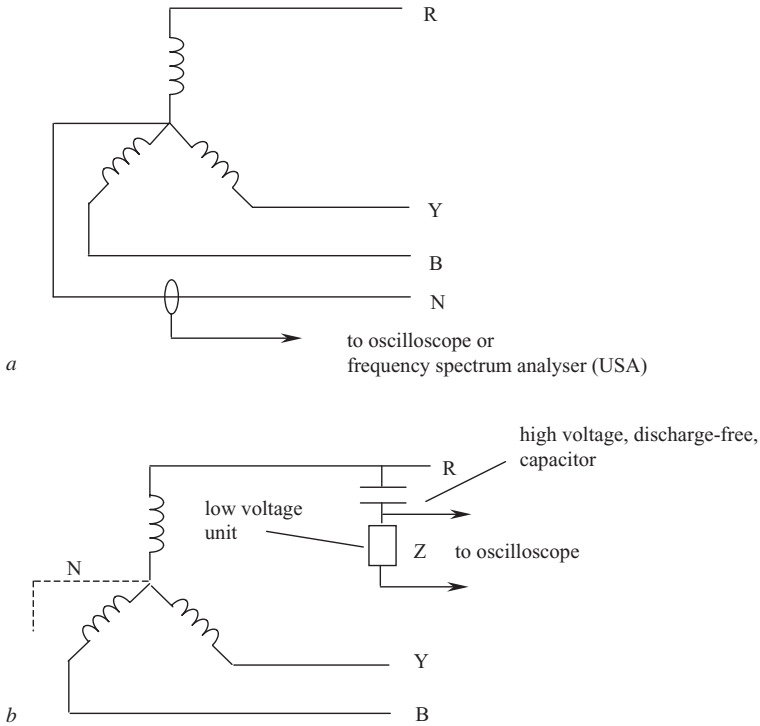 R
Y
B
N
to oscilloscope or
frequency spectrum analyser (USA)
a
high voltage, discharge-free,
capacitor
R
low voltage
unit
Z
to oscilloscope
N
Y
b
B